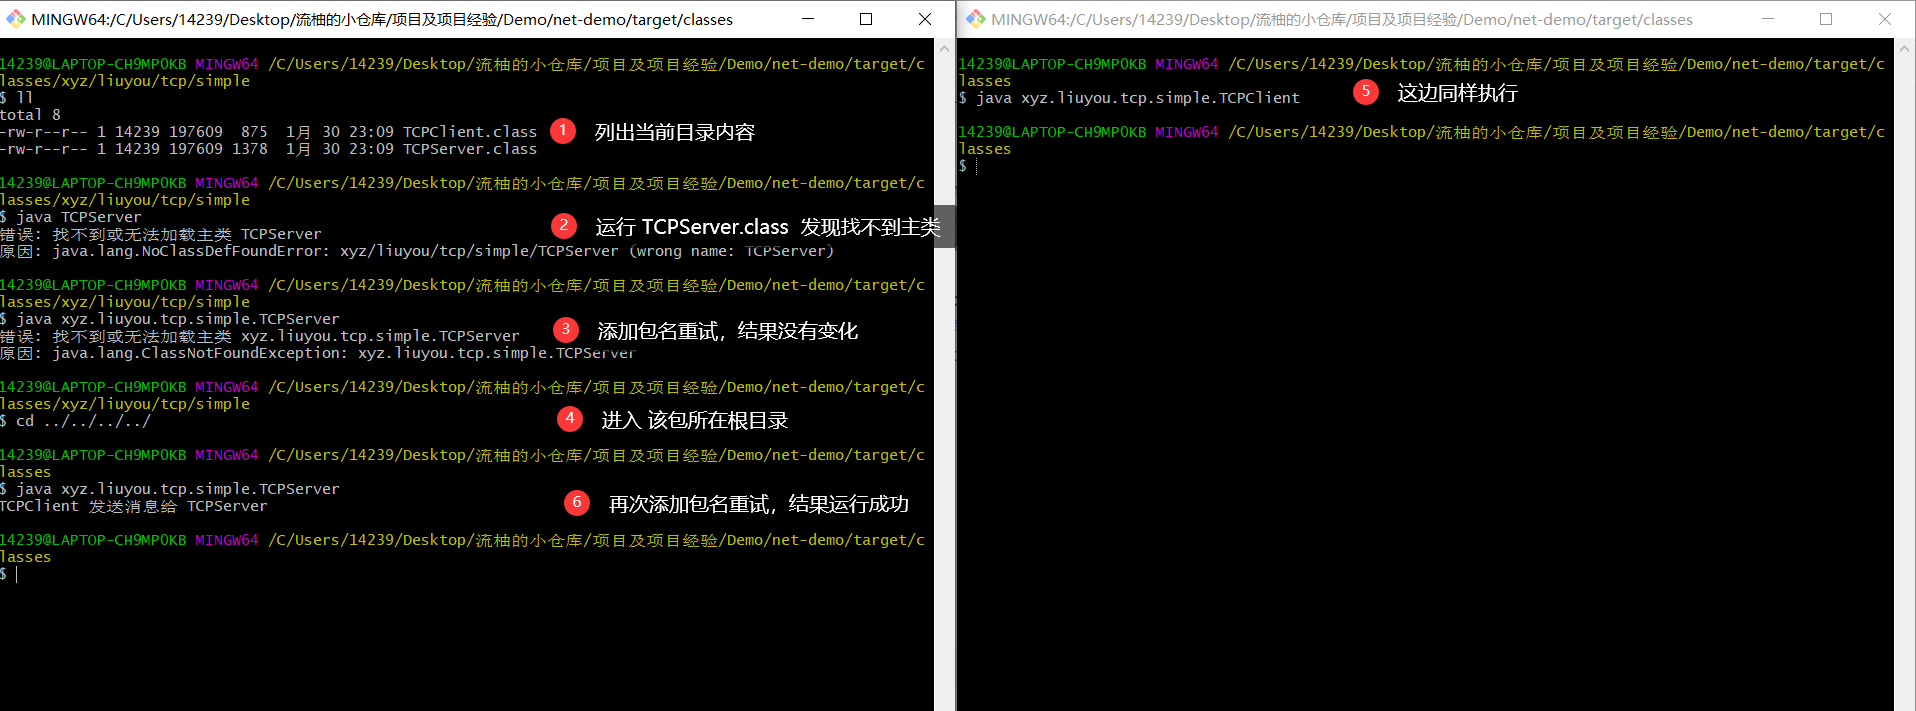 MINGW64:/C/Users/14239/Desktop/流柚的小仓库/项目及项目经验/Demo/net-demo/target/classes
14239@LAPTOP-CH9MP0KB MINGW64 /C/Users/14239/Desktop/流柚的小仓库/项目及项目经验/Demo/net-demo/target/c
lasses/xyz/liuyou/tcp/simple
$ ll
total 8
-rw-r--r-- 1 14239 197609  875  1月 30 23:09 TCPClient.class
1 列出当前目录内容
-rw-r--r-- 1 14239 197609 1378  1月 30 23:09 TCPServer.class
14239@LAPTOP-CH9MP0KB MINGW64 /C/Users/14239/Desktop/流柚的小仓库/项目及项目经验/Demo/net-demo/target/c
lasses/xyz/liuyou/tcp/simple
$ java TCPServer
2 运行 TCPServer.class 发现找不到主类
错误: 找不到或无法加载主类 TCPServer
原因: java.lang.NoClassDefFoundError: xyz/liuyou/tcp/simple/TCPServer (wrong name: TCPServer)
14239@LAPTOP-CH9MP0KB MINGW64 /C/Users/14239/Desktop/流柚的小仓库/项目及项目经验/Demo/net-demo/target/c
lasses/xyz/liuyou/tcp/simple
$ java xyz.liuyou.tcp.simple.TCPServer
3 添加包名重试，结果没有变化
错误: 找不到或无法加载主类 xyz.liuyou.tcp.simple.TCPServer
原因: java.lang.ClassNotFoundException: xyz.liuyou.tcp.simple.TCPServer
14239@LAPTOP-CH9MP0KB MINGW64 /C/Users/14239/Desktop/流柚的小仓库/项目及项目经验/Demo/net-demo/target/c
lasses/xyz/liuyou/tcp/simple
$ cd ../../../../
4 进入 该包所在根目录
14239@LAPTOP-CH9MP0KB MINGW64 /C/Users/14239/Desktop/流柚的小仓库/项目及项目经验/Demo/net-demo/target/c
lasses
$ java xyz.liuyou.tcp.simple.TCPServer
TCPClient 发送消息给 TCPServer
6 再次添加包名重试，结果运行成功
14239@LAPTOP-CH9MP0KB MINGW64 /C/Users/14239/Desktop/流柚的小仓库/项目及项目经验/Demo/net-demo/target/c
lasses
$
MINGW64:/C/Users/14239/Desktop/流柚的小仓库/项目及项目经验/Demo/net-demo/target/classes
14239@LAPTOP-CH9MP0KB MINGW64 /C/Users/14239/Desktop/流柚的小仓库/项目及项目经验/Demo/net-demo/target/c
lasses
$ java xyz.liuyou.tcp.simple.TCPClient
5 这边同样执行
14239@LAPTOP-CH9MP0KB MINGW64 /C/Users/14239/Desktop/流柚的小仓库/项目及项目经验/Demo/net-demo/target/c
lasses
$